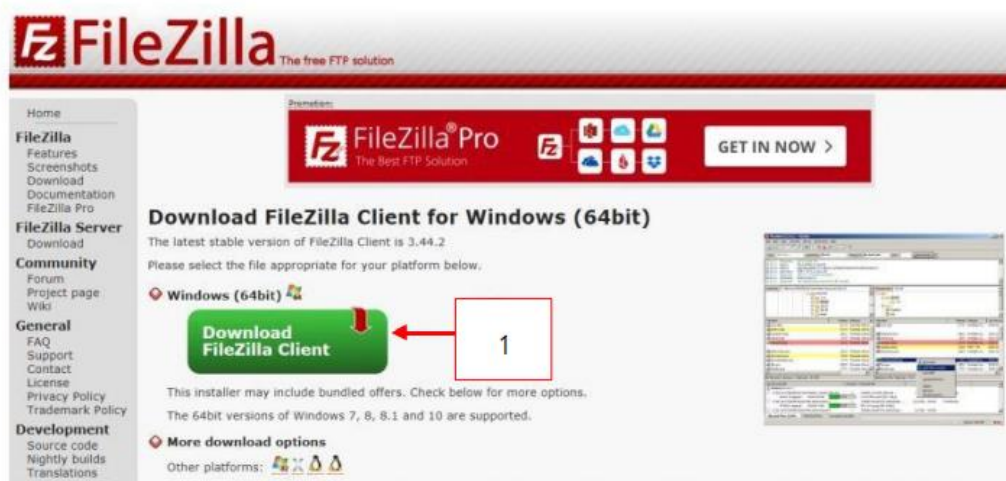 FileZilla The free FTP solution
Home
FileZilla
Features
Screenshots
Download
Documentation
FileZilla Pro
FileZilla Server
Download
Community
Forum
Project page
Wiki
General
FAQ
Support
Contact
License
Privacy Policy
Trademark Policy
Development
Source code
Nightly builds
Translations
Promotion:
FileZilla® Pro
The Best FTP Solution
GET IN NOW >
Download FileZilla Client for Windows (64bit)
The latest stable version of FileZilla Client is 3.44.2
Please select the file appropriate for your platform below.
Windows (64bit)
Download
FileZilla Client
1
This installer may include bundled offers. Check below for more options.
The 64bit versions of Windows 7, 8, 8.1 and 10 are supported.
More download options
Other platforms: